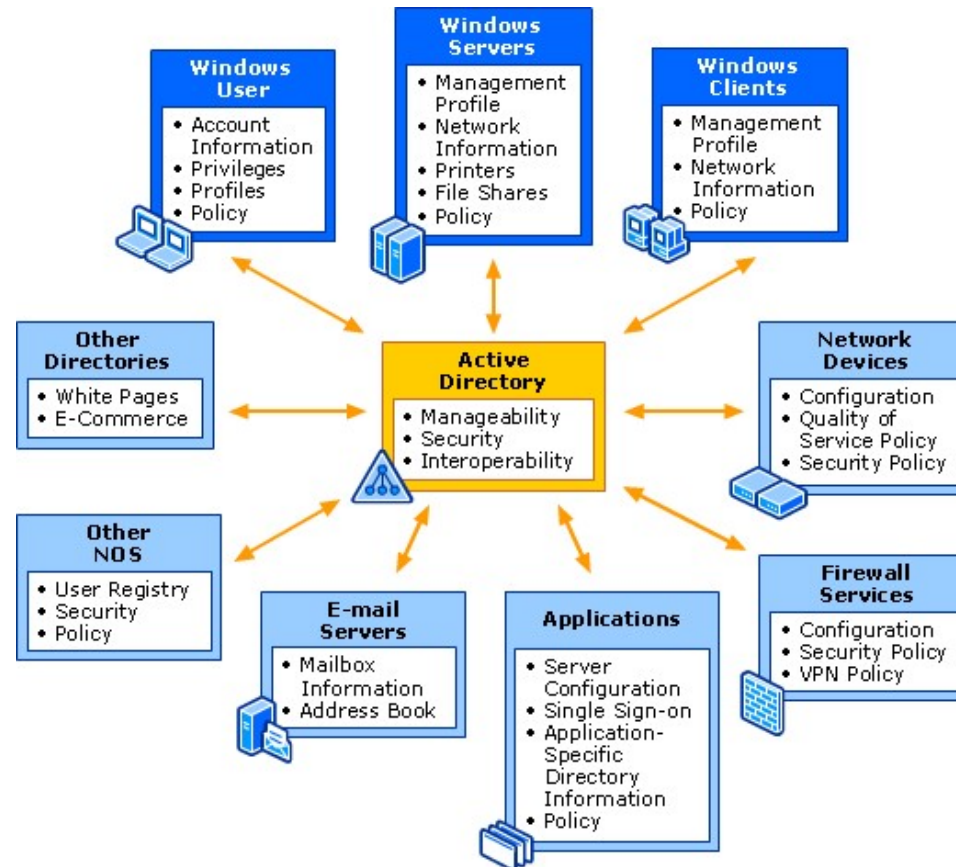 Windows
User
• Account
Information
• Privileges
• Profiles
• Policy
Windows
Servers
• Management
Profile
• Network
Information
• Printers
• File Shares
• Policy
Windows
Clients
• Management
Profile
• Network
Information
• Policy
Other
Directories
• White Pages
• E-Commerce
Active
Directory
• Manageability
• Security
• Interoperability
Network
Devices
• Configuration
• Quality of
Service Policy
• Security Policy
Other
NOS
• User Registry
• Security
• Policy
E-mail
Servers
• Mailbox
Information
• Address Book
Applications
• Server
Configuration
• Single Sign-on
• Application-
Specific
Directory
Information
• Policy
Firewall
Services
• Configuration
• Security Policy
• VPN Policy